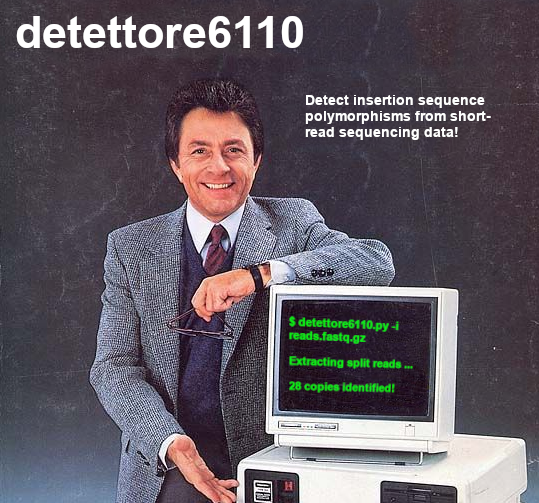 detettore6110
Detect insertion sequence
polymorphisms from short-
read sequencing data!
$ detettore6110.py -i
reads.fastq.gz
Extracting split reads ...
28 copies identified!